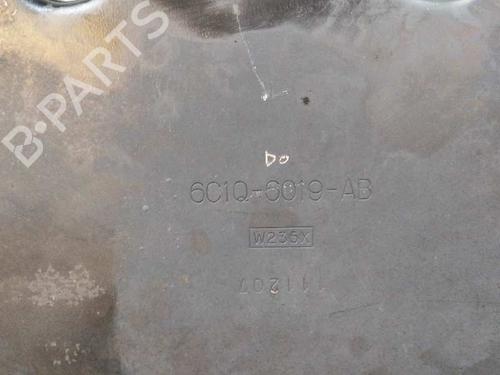 B-PARTS
Do
6C1Q-6019-AB
W235X
111207